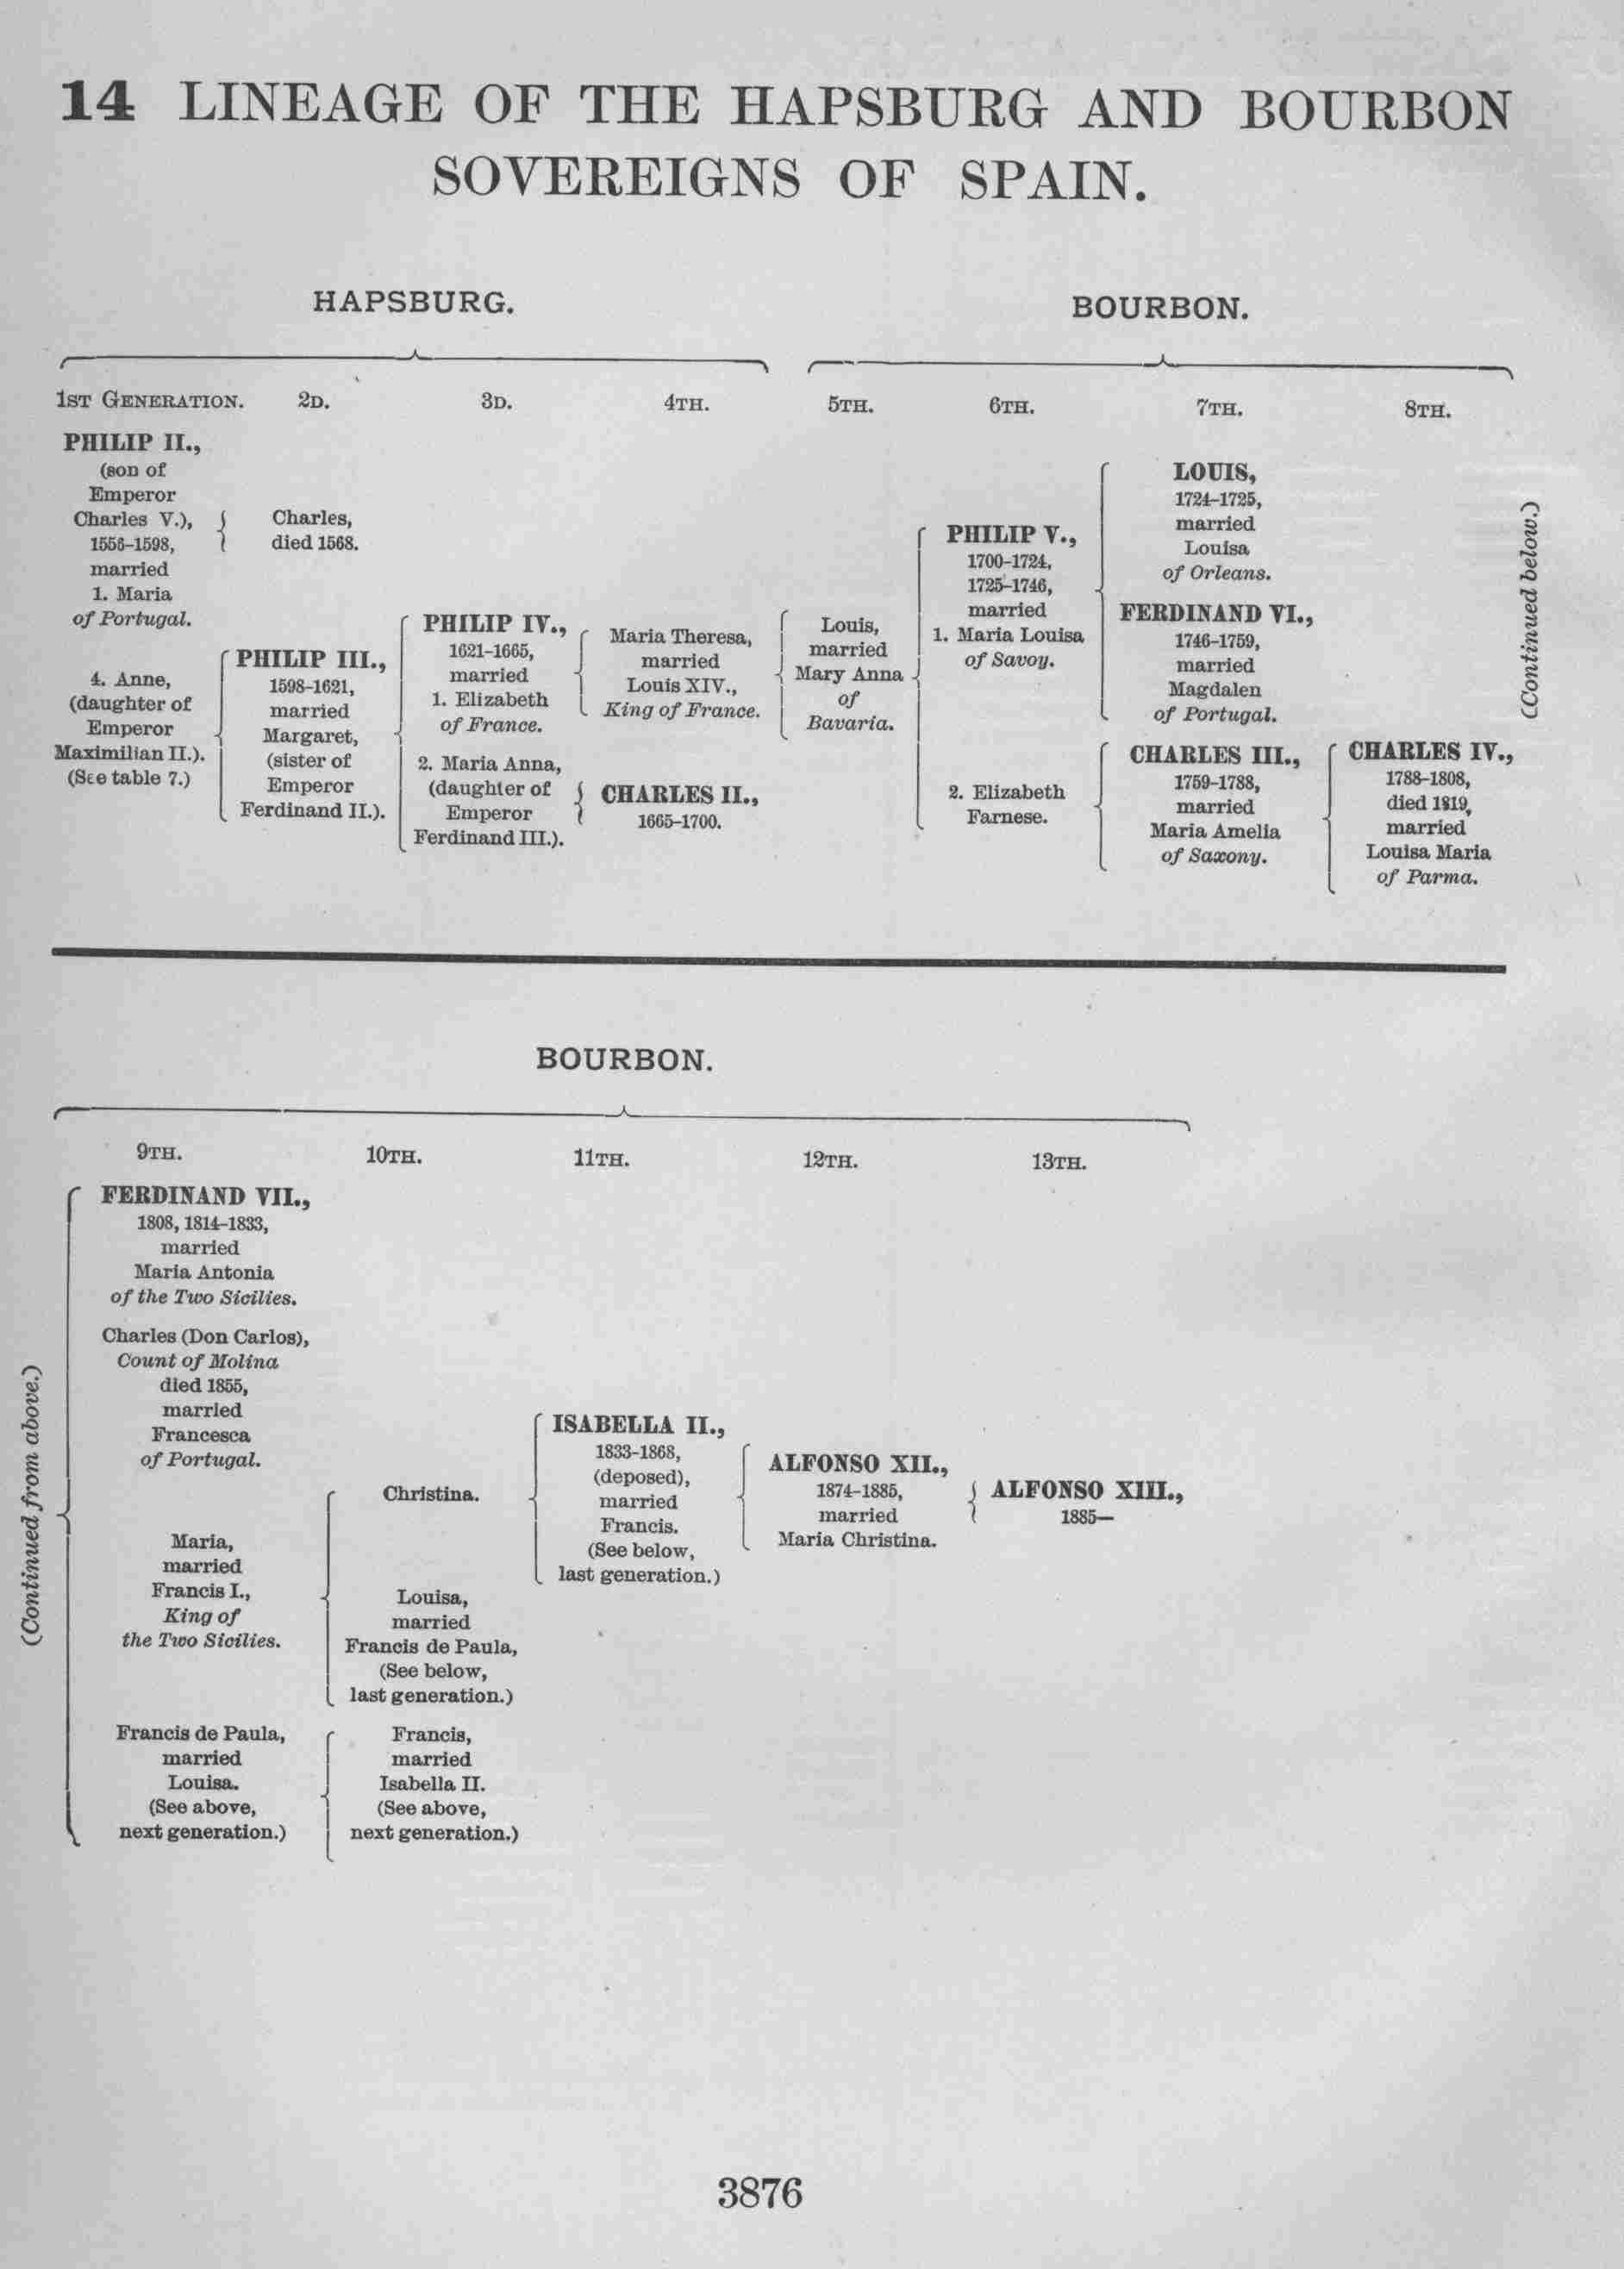 14 LINEAGE OF THE HAPSBURG AND BOURBON
SOVEREIGNS OF SPAIN.
HAPSBURG.
BOURBON.
1ST GENERATION. 2D. 3D. 4TH. 5TH. 6TH. 7TH. 8TH.
PHILIP II.,
(son of
Emperor
Charles V.),
1556-1598,
married
1. Maria
of Portugal.
4. Anne,
(daughter of
Emperor
Maximilian II.).
(See table 7.)
Charles,
died 1568.
PHILIP III.,
1598-1621,
married
Margaret,
(sister of
Emperor
Ferdinand II.).
PHILIP IV.,
1621-1665,
married
1. Elizabeth
of France.
2. Maria Anna,
(daughter of
Emperor
Ferdinand III.).
Maria Theresa,
married
Louis XIV.,
King of France.
CHARLES II.,
1665-1700.
Louis,
married
Mary Anna
of
Bavaria.
PHILIP V.,
1700-1724,
1725-1746,
married
1. Maria Louisa
of Savoy.
2. Elizabeth
Farnese.
LOUIS,
1724-1725,
married
Louisa
of Orleans.
FERDINAND VI.,
1746-1759,
married
Magdalen
of Portugal.
CHARLES III.,
1759-1788,
married
Maria Amelia
of Saxony.
CHARLES IV.,
1788-1808,
died 1819,
married
Louisa Maria
of Parma.
(Continued below.)
BOURBON.
9TH. 10TH. 11TH. 12TH. 13TH.
(Continued from above.)
FERDINAND VII.,
1808, 1814-1833,
married
Maria Antonia
of the Two Sicilies.
Charles (Don Carlos),
Count of Molina
died 1855,
married
Francesca
of Portugal.
Maria,
married
Francis I.,
King of
the Two Sicilies.
Francis de Paula,
married
Louisa.
(See above,
next generation.)
Christina.
Louisa,
married
Francis de Paula,
(See below,
last generation.)
Francis,
married
Isabella II.
(See above,
next generation.)
ISABELLA II.,
1833-1868,
(deposed),
married
Francis.
(See below,
last generation.)
ALFONSO XII.,
1874-1885,
married
Maria Christina.
ALFONSO XIII.,
1885—
3876